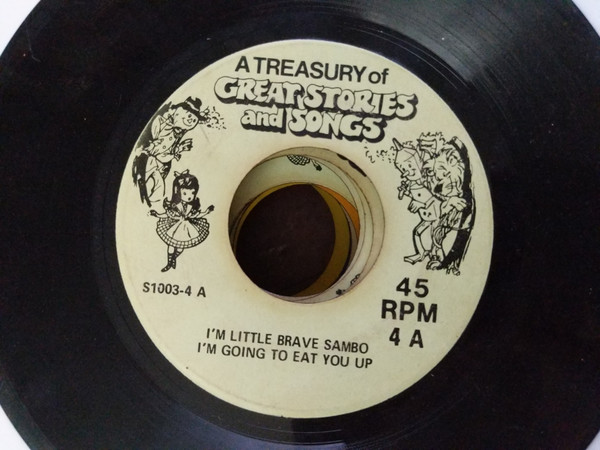 A TREASURY of
GREAT STORIES
and SONGS
S1003-4 A
45
RPM
4 A
I'M LITTLE BRAVE SAMBO
I'M GOING TO EAT YOU UP